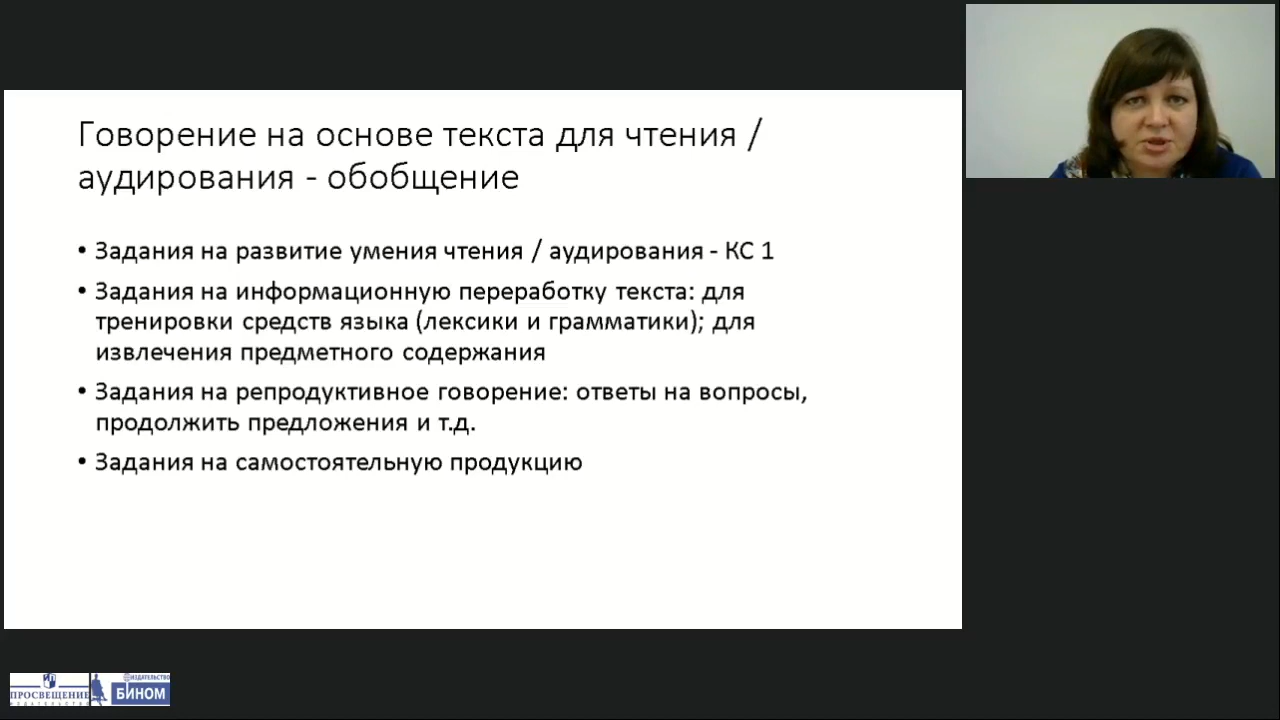 Говорение на основе текста для чтения /
аудирования - обобщение
• Задания на развитие умения чтения / аудирования - КС 1
• Задания на информационную переработку текста: для
тренировки средств языка (лексики и грамматики); для
извлечения предметного содержания
• Задания на репродуктивное говорение: ответы на вопросы,
продолжить предложения и т.д.
• Задания на самостоятельную продукцию
ПРОСВЕЩЕНИЕ
ИЗДАТЕЛЬСТВО
ИЗДАТЕЛЬСТВО
БИНОМ